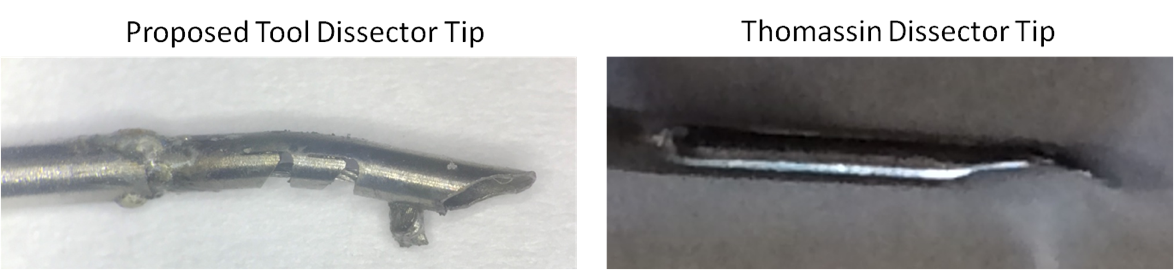 Proposed Tool Dissector Tip
Thomassin Dissector Tip